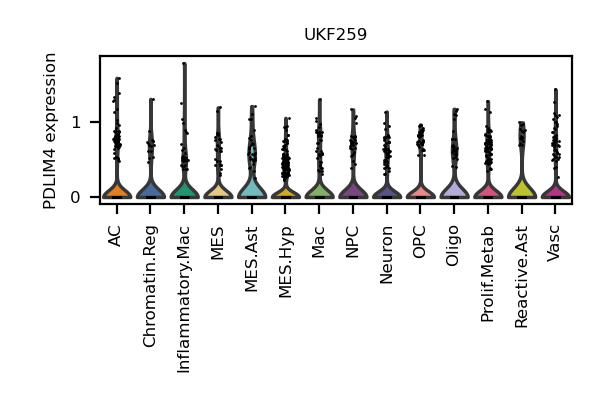 UKF259
PDLIM4 expression
1
0
AC
Chromatin.Reg
Inflammatory.Mac
MES
MES.Ast
MES.Hyp
Mac
NPC
Neuron
OPC
Oligo
Prolif.Metab
Reactive.Ast
Vasc